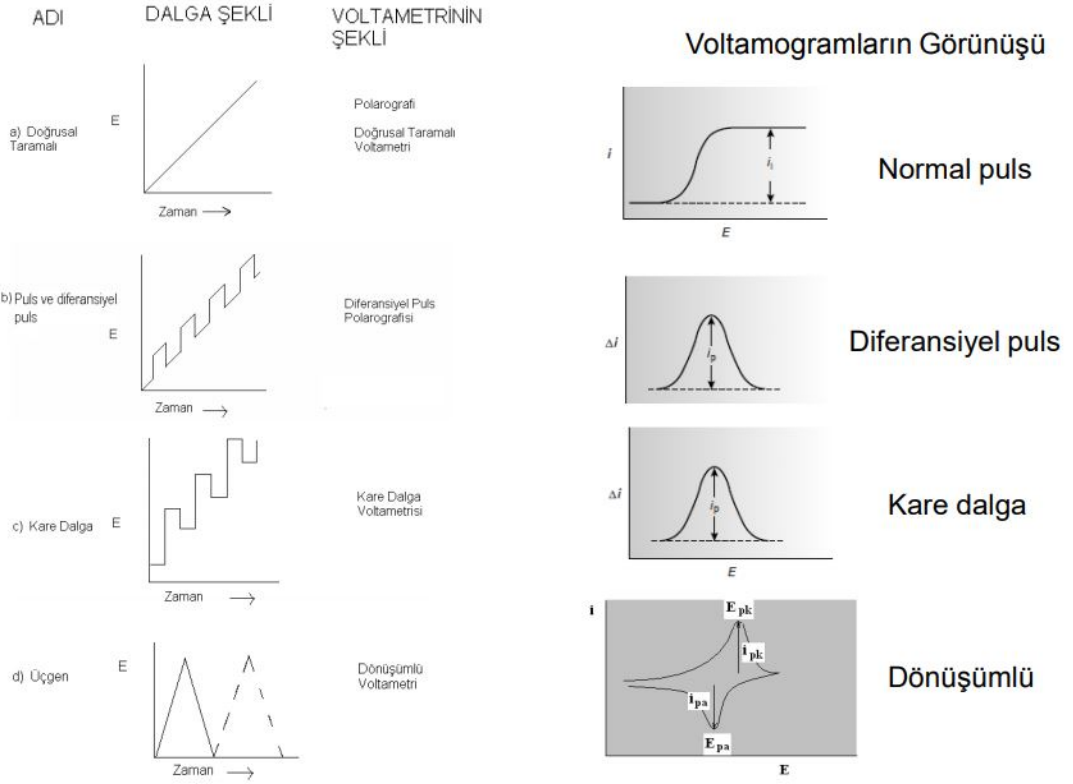 ADI
DALGA ŞEKLİ
VOLTAMETRİNİN
ŞEKLİ
a) Doğrusal
Taramalı
E
Zaman
Polarografi
Doğrusal Taramalı
Voltametri
b) Puls ve diferansiyel
puls
E
Zaman
Diferansiyel Puls
Polarografisi
c) Kare Dalga
E
Zaman
Kare Dalga
Voltametrisi
d) Üçgen
E
Zaman
Dönüşümlü
Voltametri
Voltamogramların Görünüşü
i
il
E
Normal puls
Δi
ip
Diferansiyel puls
Δi
ip
E
Kare dalga
i
Epk
ipk
ipa
Epa
E
Dönüşümlü